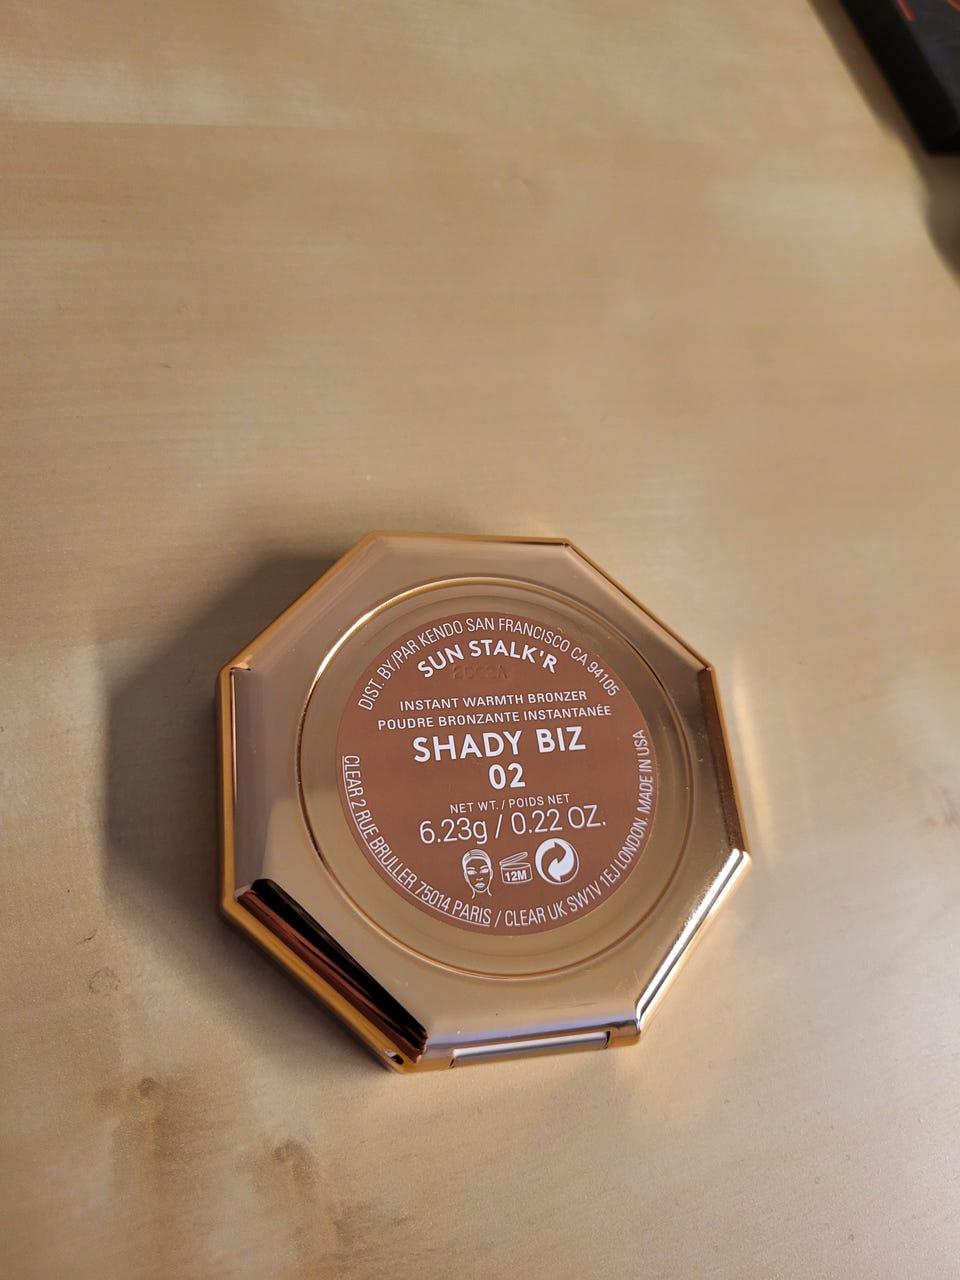 DIST. BY/PAR KENDO SAN FRANCISCO CA 94105
SUN STALK'R
INSTANT WARMTH BRONZER
POUDRE BRONZANTE INSTANTANÉE
SHADY BIZ
02
NET WT. / POIDS NET
6.23g / 0.22 OZ.
12M
CLEAR 2 RUE BRULLER 75014 PARIS / CLEAR UK SW1V 1EJ LONDON. MADE IN USA